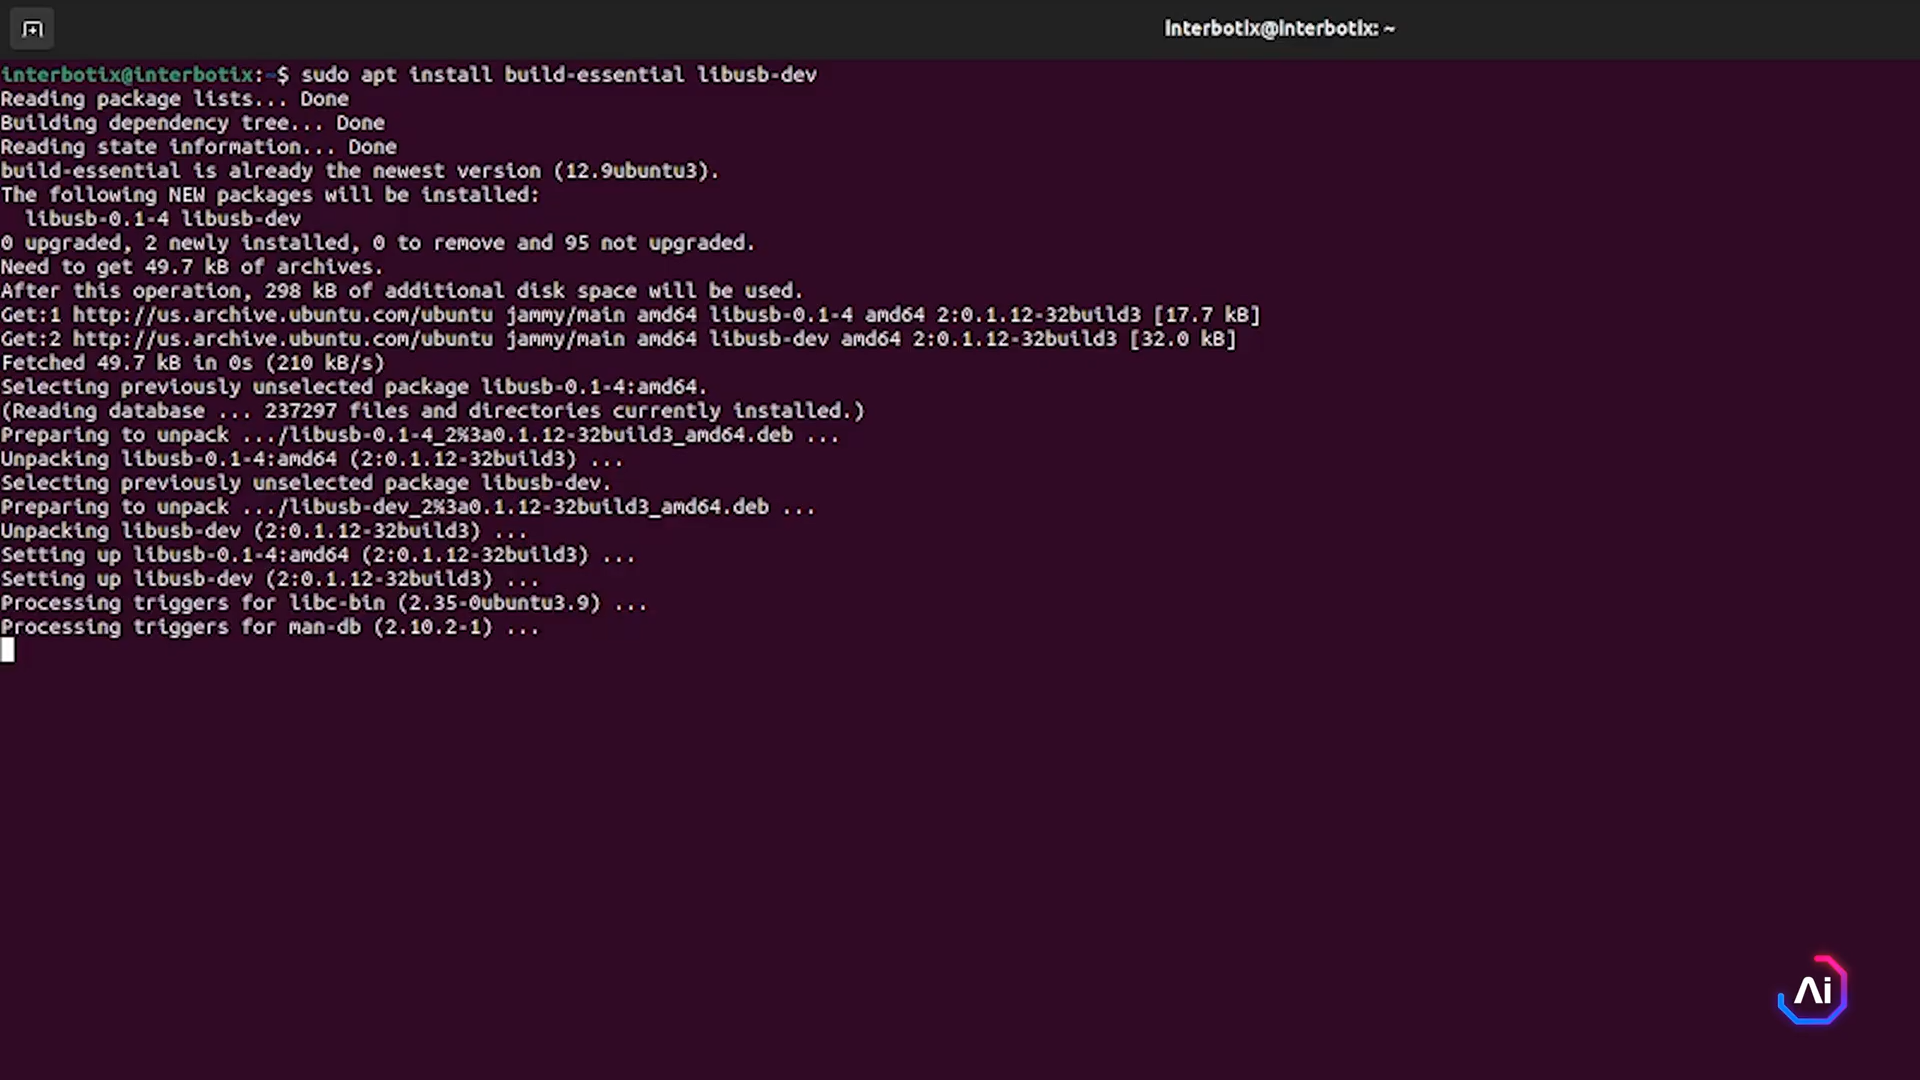 interbotix@interbotix: ~
interbotix@interbotix:~$ sudo apt install build-essential libusb-dev
Reading package lists... Done
Building dependency tree... Done
Reading state information... Done
build-essential is already the newest version (12.9ubuntu3).
The following NEW packages will be installed:
  libusb-0.1-4 libusb-dev
0 upgraded, 2 newly installed, 0 to remove and 95 not upgraded.
Need to get 49.7 kB of archives.
After this operation, 298 kB of additional disk space will be used.
Get:1 http://us.archive.ubuntu.com/ubuntu jammy/main amd64 libusb-0.1-4 amd64 2:0.1.12-32build3 [17.7 kB]
Get:2 http://us.archive.ubuntu.com/ubuntu jammy/main amd64 libusb-dev amd64 2:0.1.12-32build3 [32.0 kB]
Fetched 49.7 kB in 0s (210 kB/s)
Selecting previously unselected package libusb-0.1-4:amd64.
(Reading database ... 237297 files and directories currently installed.)
Preparing to unpack .../libusb-0.1-4_2%3a0.1.12-32build3_amd64.deb ...
Unpacking libusb-0.1-4:amd64 (2:0.1.12-32build3) ...
Selecting previously unselected package libusb-dev.
Preparing to unpack .../libusb-dev_2%3a0.1.12-32build3_amd64.deb ...
Unpacking libusb-dev (2:0.1.12-32build3) ...
Setting up libusb-0.1-4:amd64 (2:0.1.12-32build3) ...
Setting up libusb-dev (2:0.1.12-32build3) ...
Processing triggers for libc-bin (2.35-0ubuntu3.9) ...
Processing triggers for man-db (2.10.2-1) ...
Ai